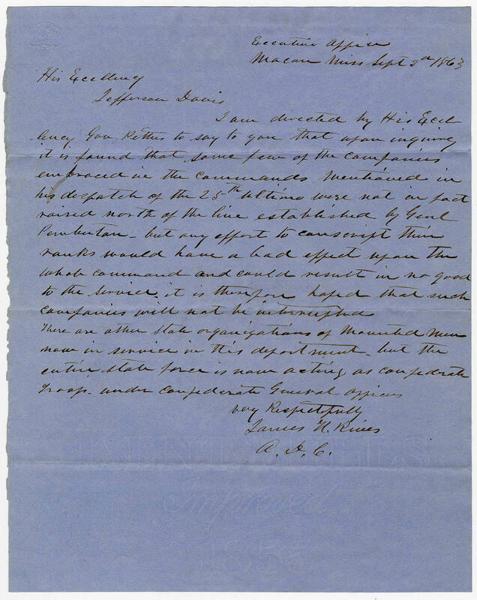 Executive Office
Macon Miss Sept 3rd 1863
His Excellency
Jefferson Davis
I am directed by His Excel
lency Gov Pettus to say to you that upon inquiry
it is found that some few of the companies
embraced in the commands mentioned in
his despatch of the 25th Ultimo were not in fact
raised north of the line established by Genl
Pemberton - but any effort to conscript their
ranks would have a bad effect upon the
whole command and could result in no good
to the service, it is therefore hoped that such
companies will not be interrupted
There are other State organizations of Mounted Men
now in service in this department - but the
entire State force is now acting as confederate
Troops under confederate General officers
very Respectfully
James H. Rives
A. D. C.